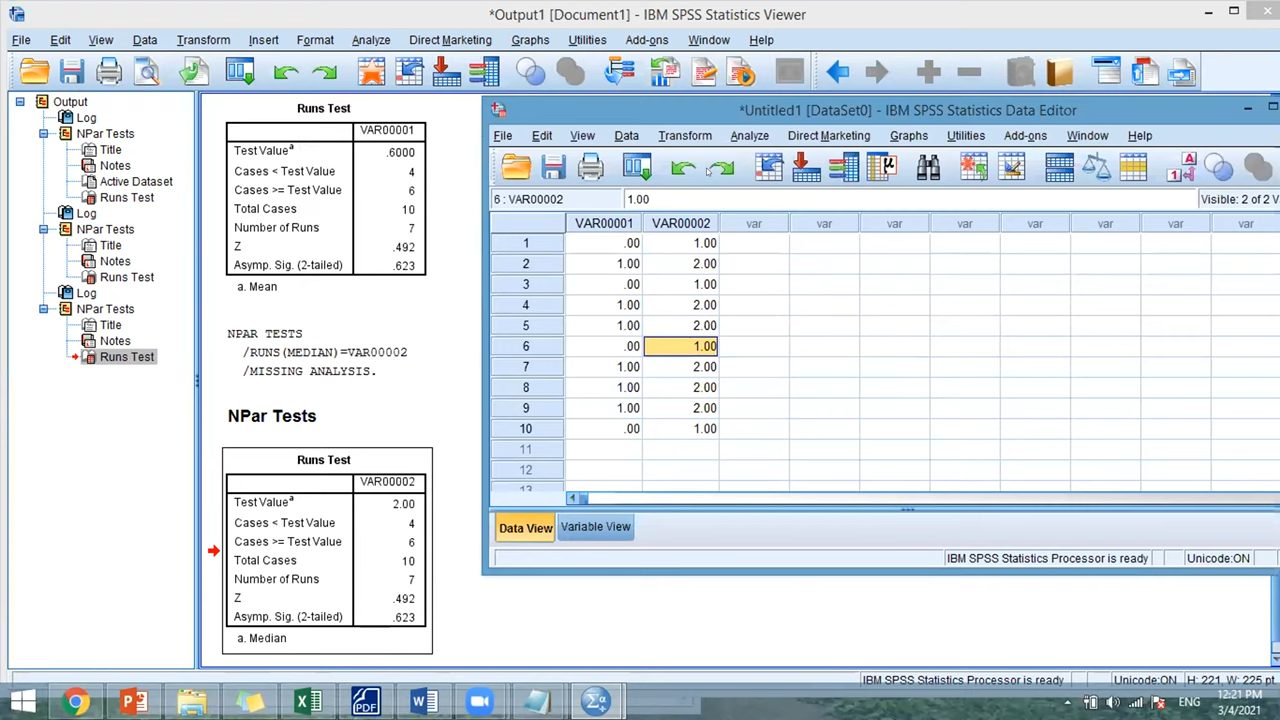 *Output1 [Document1] - IBM SPSS Statistics Viewer
File Edit View Data Transform Insert Format Analyze Direct Marketing Graphs Utilities Add-ons Window Help
Output
Log
NPar Tests
Title
Notes
Active Dataset
Runs Test
Log
NPar Tests
Title
Notes
Runs Test
Log
NPar Tests
Title
Notes
Runs Test
Runs Test
VAR00001
Test Valueª .6000
Cases < Test Value 4
Cases >= Test Value 6
Total Cases 10
Number of Runs 7
Z .492
Asymp. Sig. (2-tailed) .623
a. Mean
NPAR TESTS
/RUNS(MEDIAN)=VAR00002
/MISSING ANALYSIS.
NPar Tests
Runs Test
VAR00002
Test Valueª 2.00
Cases < Test Value 4
Cases >= Test Value 6
Total Cases 10
Number of Runs 7
Z .492
Asymp. Sig. (2-tailed) .623
a. Median
*Untitled1 [DataSet0] - IBM SPSS Statistics Data Editor
File Edit View Data Transform Analyze Direct Marketing Graphs Utilities Add-ons Window Help
6 : VAR00002 1.00 Visible: 2 of 2 V
VAR00001 VAR00002 var var var var var var var var
1 .00 1.00
2 1.00 2.00
3 .00 1.00
4 1.00 2.00
5 1.00 2.00
6 .00 1.00
7 1.00 2.00
8 1.00 2.00
9 1.00 2.00
10 .00 1.00
11
12
13
Data View Variable View
IBM SPSS Statistics Processor is ready Unicode:ON
IBM SPSS Statistics Processor is ready Unicode:ON H: 221, W: 225 pt.
ENG 12:21 PM
3/4/2021